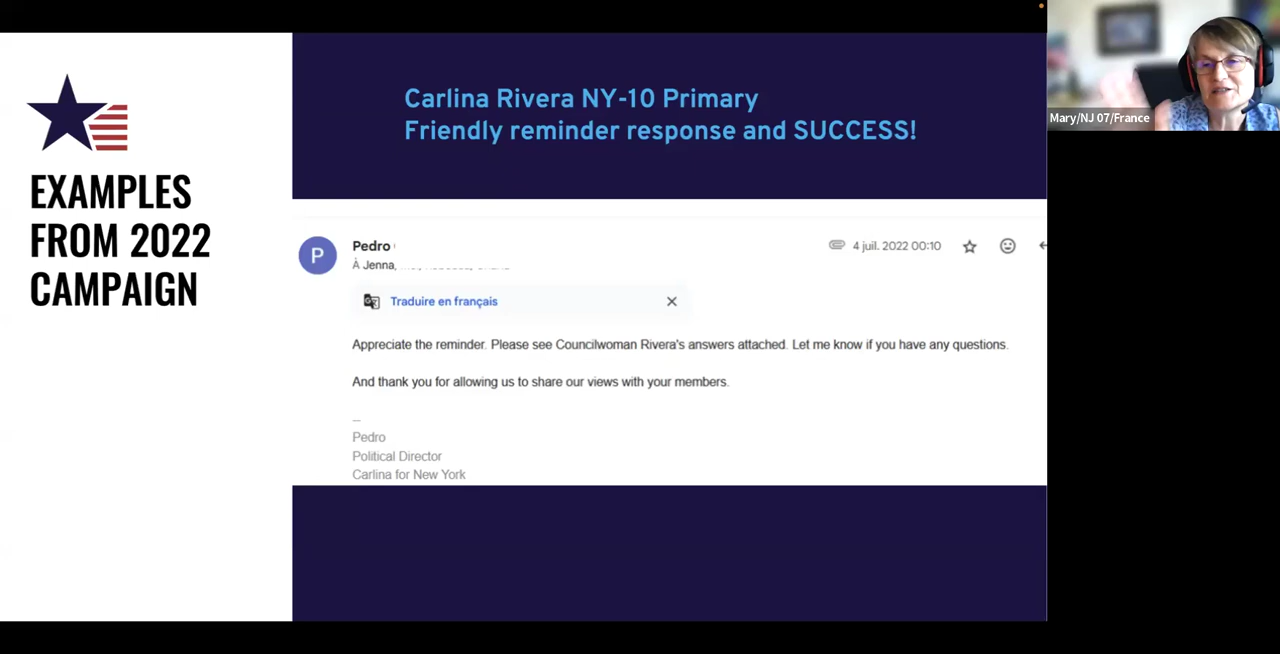 Carlina Rivera NY-10 Primary
Friendly reminder response and SUCCESS!
Mary/NJ 07/France
EXAMPLES
FROM 2022
CAMPAIGN
P
Pedro
4 juil. 2022 00:10
À Jenna,
Traduire en français
Appreciate the reminder. Please see Councilwoman Rivera's answers attached. Let me know if you have any questions.
And thank you for allowing us to share our views with your members.
--
Pedro
Political Director
Carlina for New York